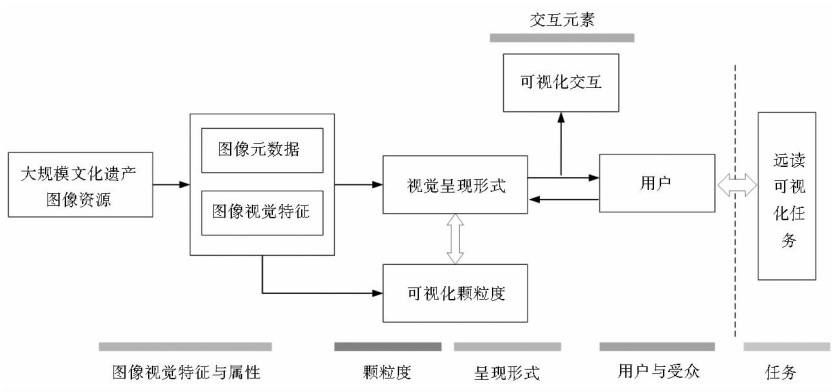 交互元素
可视化交互
大规模文化遗产
图像资源
图像元数据
图像视觉特征
视觉呈现形式
用户
远读
可视
化任
务
可视化颗粒度
图像视觉特征与属性
颗粒度
呈现形式
用户与受众
任务